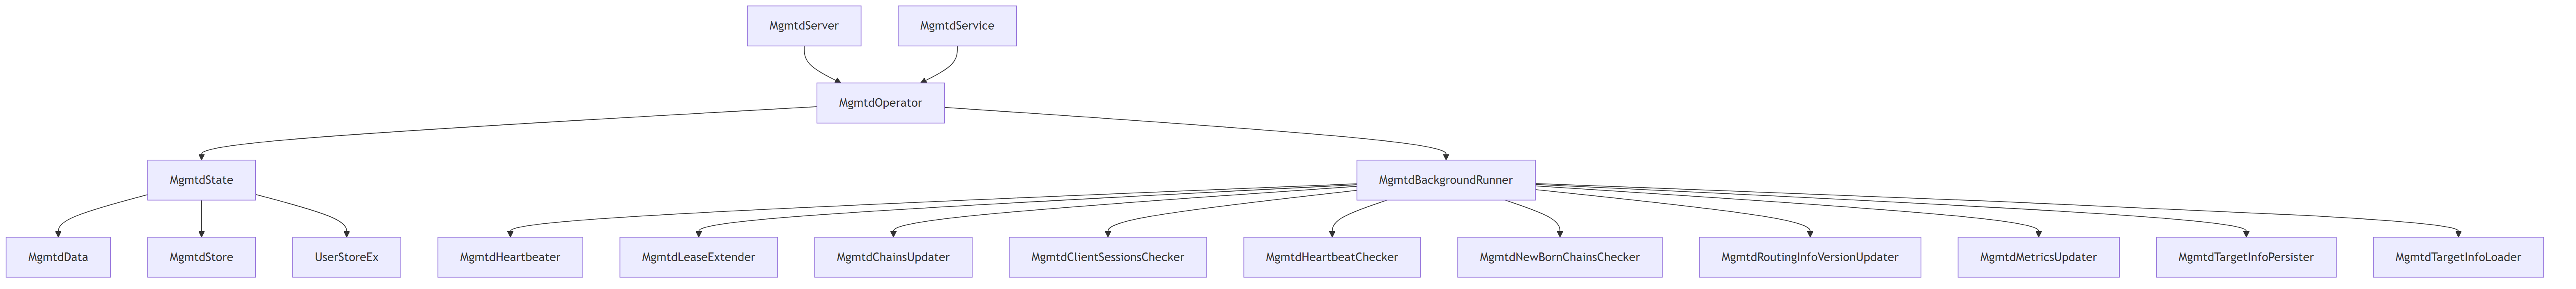 MgmtdServer
MgmtdService
MgmtdOperator
MgmtdState
MgmtdBackgroundRunner
MgmtdData
MgmtdStore
UserStoreEx
MgmtdHeartbeater
MgmtdLeaseExtender
MgmtdChainsUpdater
MgmtdClientSessionsChecker
MgmtdHeartbeatChecker
MgmtdNewBornChainsChecker
MgmtdRoutingInfoVersionUpdater
MgmtdMetricsUpdater
MgmtdTargetInfoPersister
MgmtdTargetInfoLoader